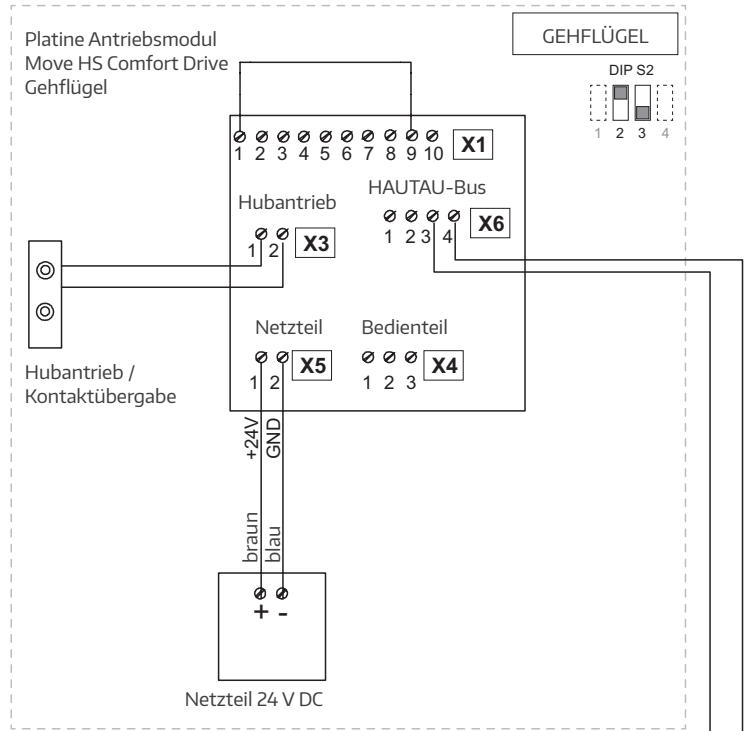 Platine Antriebsmodul
Move HS Comfort Drive
Gehflügel
GEHFLÜGEL
DIP S2
1 2 3 4
1 2 3 4 5 6 7 8 9 10 X1
Hubantrieb
1 2 X3
HAUTAU-Bus
1 2 3 4 X6
Hubantrieb /
Kontaktübergabe
Netzteil
1 2 X5
Bedienteil
1 2 3 X4
+24V
GND
braun
blau
+ -
Netzteil 24 V DC